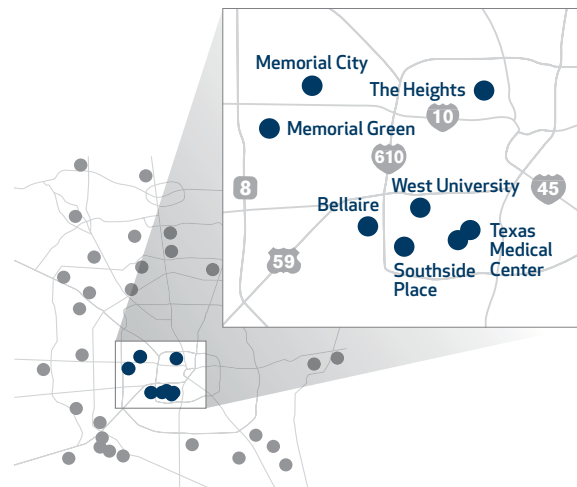 Memorial City
The Heights
10
Memorial Green
610
8
West University
45
Bellaire
Texas
Medical
Center
59
Southside
Place